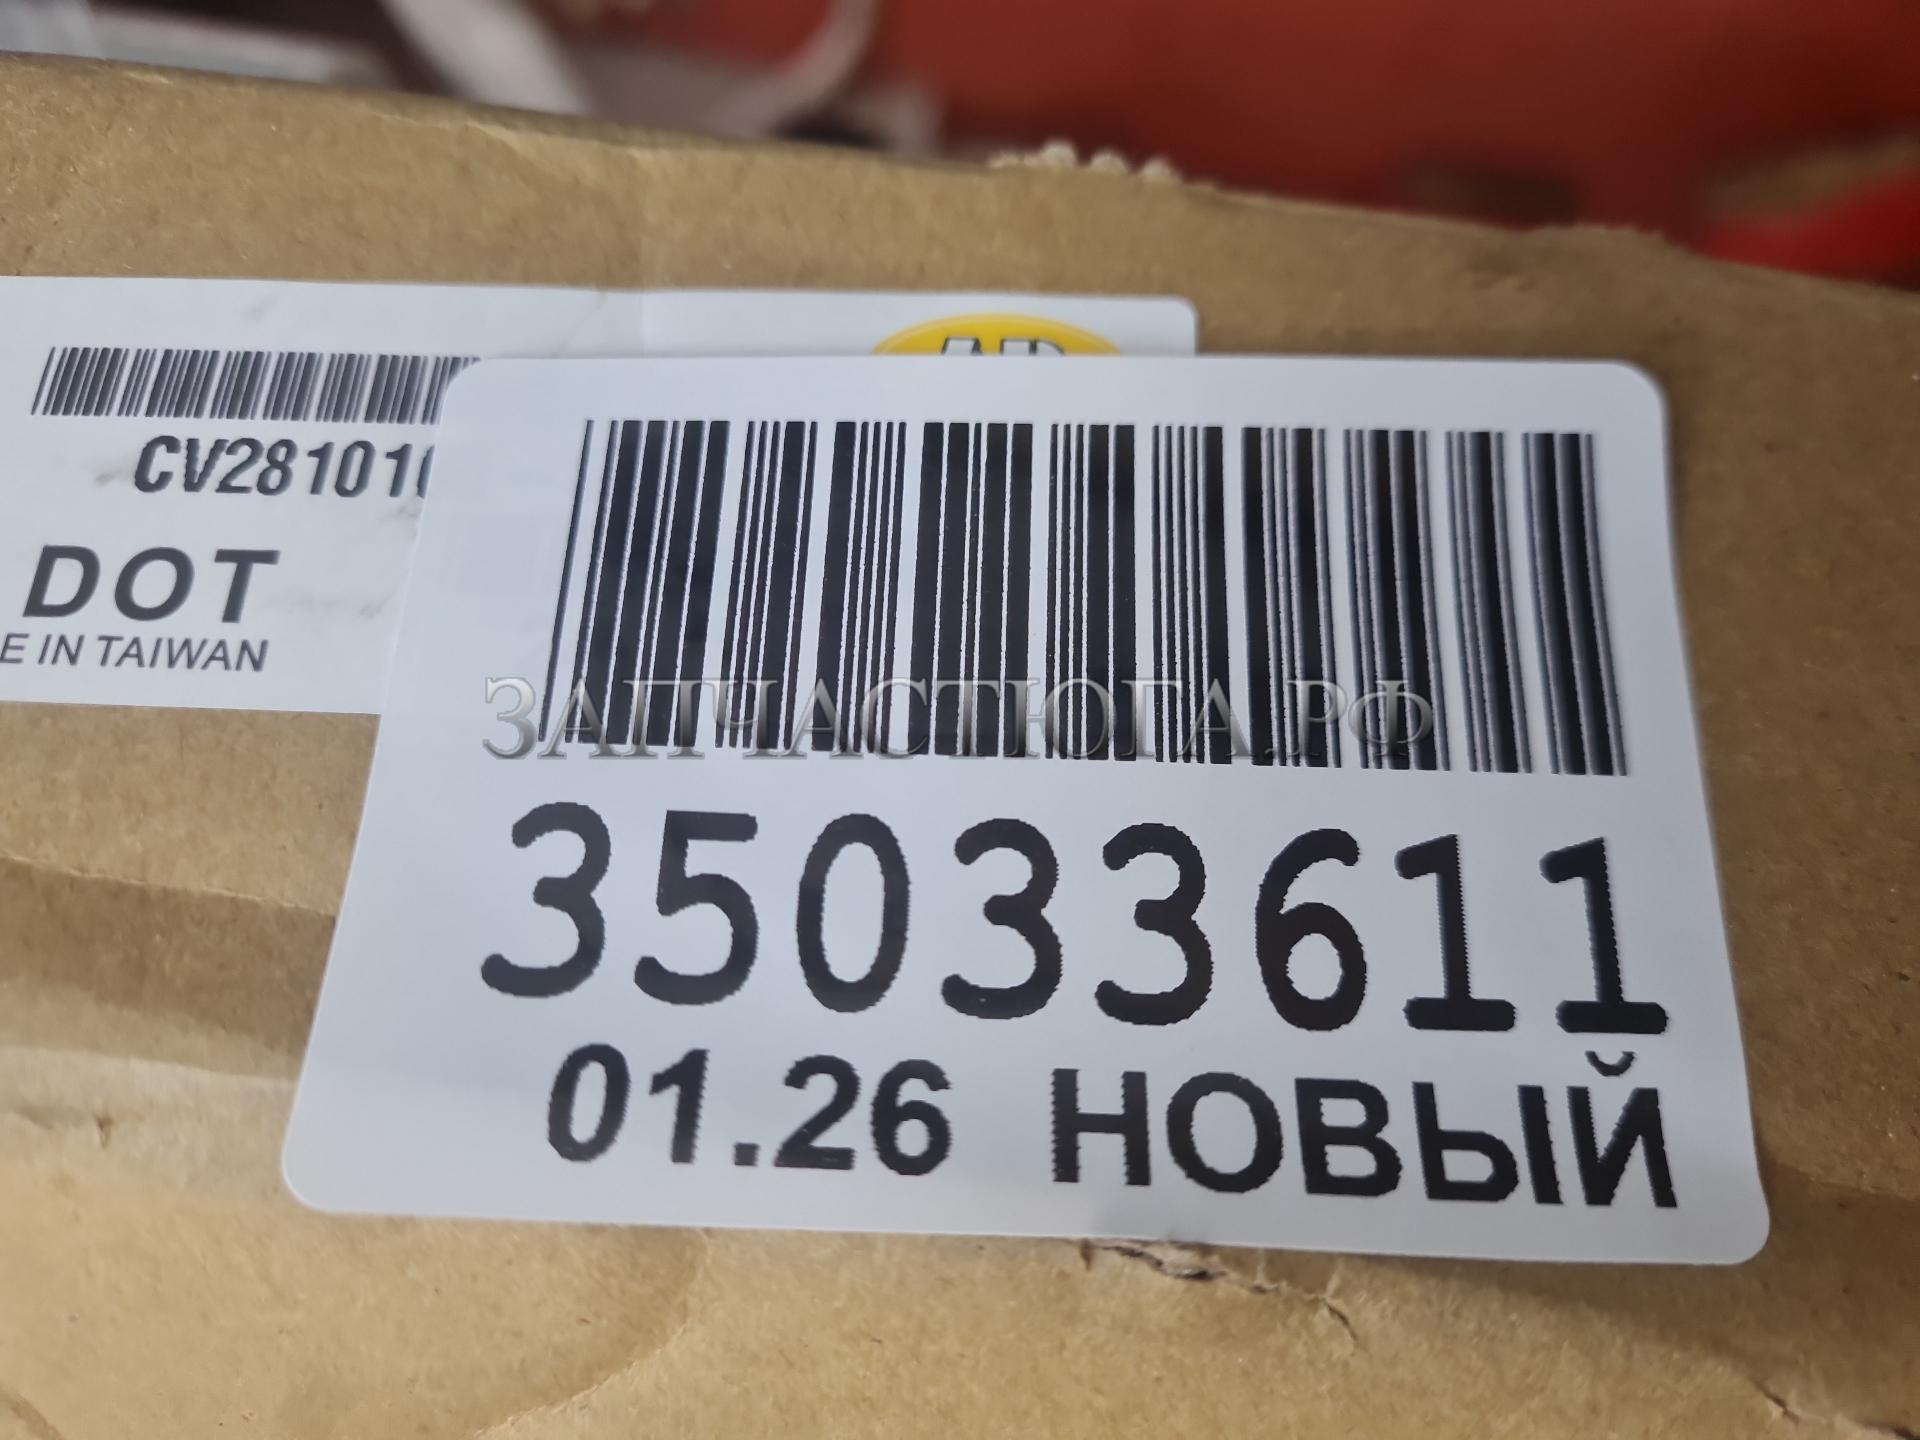 CV281010
DOT
E IN TAIWAN
ЗАПЧАСТЮГА.РФ
35033611
01.26 НОВЫЙ